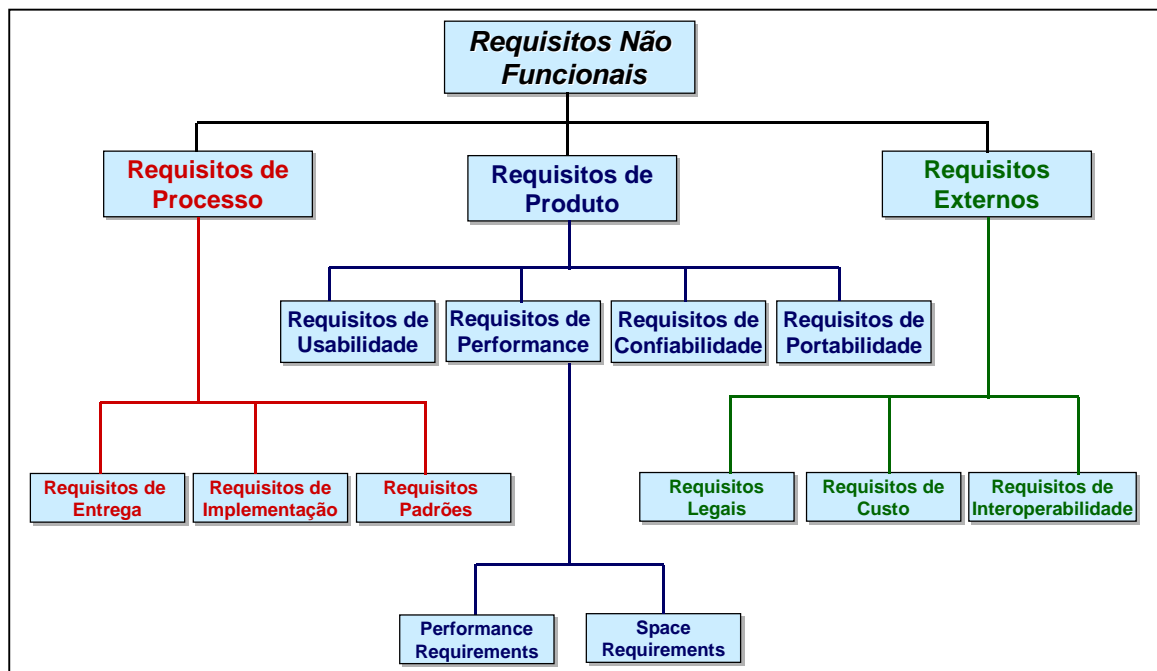 Requisitos Não
Funcionais
Requisitos de
Processo
Requisitos de
Produto
Requisitos
Externos
Requisitos de
Usabilidade
Requisitos de
Performance
Requisitos de
Confiabilidade
Requisitos de
Portabilidade
Requisitos de
Entrega
Requisitos de
Implementação
Requisitos
Padrões
Requisitos
Legais
Requisitos de
Custo
Requisitos de
Interoperabilidade
Performance
Requirements
Space
Requirements